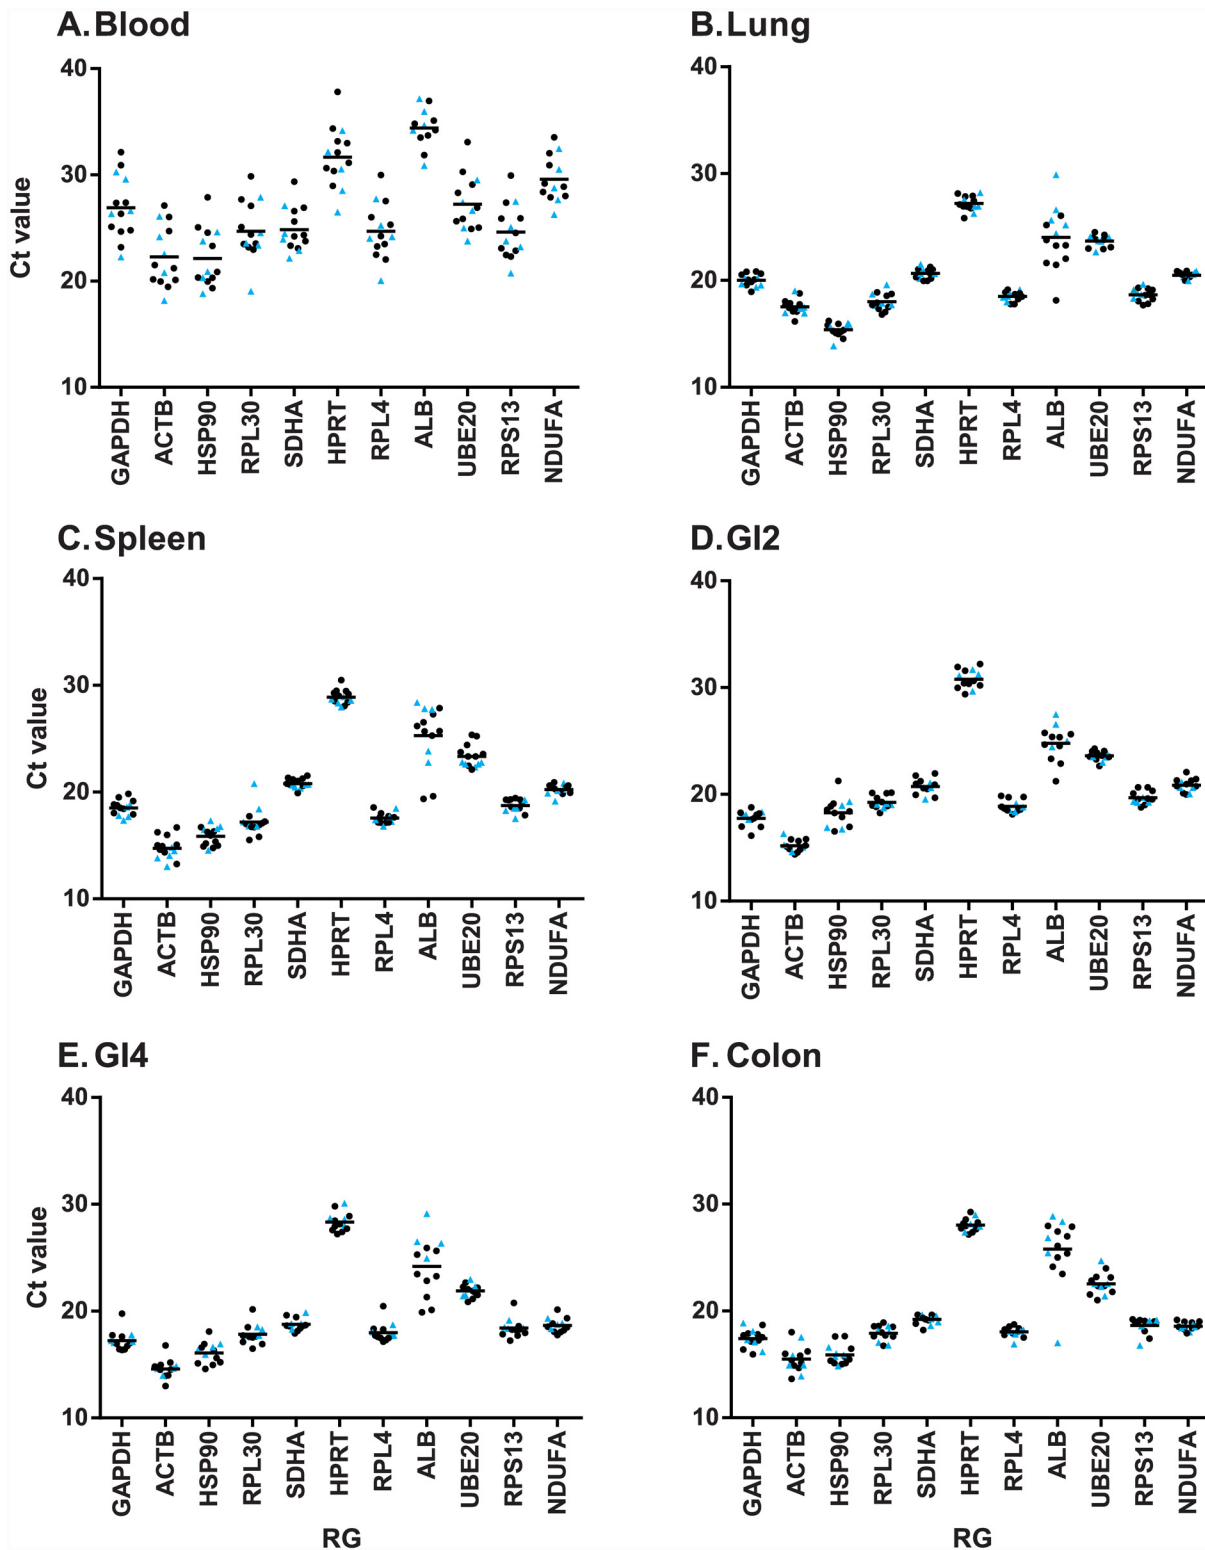 A. Blood
40
30
20
10
Ct value
GAPDH
ACTB
HSP90
RPL30
SDHA
HPRT
RPL4
ALB
UBE20
RPS13
NDUFA
B. Lung
40
30
20
10
GAPDH
ACTB
HSP90
RPL30
SDHA
HPRT
RPL4
ALB
UBE20
RPS13
NDUFA
C. Spleen
40
30
20
10
Ct value
GAPDH
ACTB
HSP90
RPL30
SDHA
HPRT
RPL4
ALB
UBE20
RPS13
NDUFA
D. GI2
40
30
20
10
GAPDH
ACTB
HSP90
RPL30
SDHA
HPRT
RPL4
ALB
UBE20
RPS13
NDUFA
E. GI4
40
30
20
10
Ct value
GAPDH
ACTB
HSP90
RPL30
SDHA
HPRT
RPL4
ALB
UBE20
RPS13
NDUFA
RG
F. Colon
40
30
20
10
GAPDH
ACTB
HSP90
RPL30
SDHA
HPRT
RPL4
ALB
UBE20
RPS13
NDUFA
RG